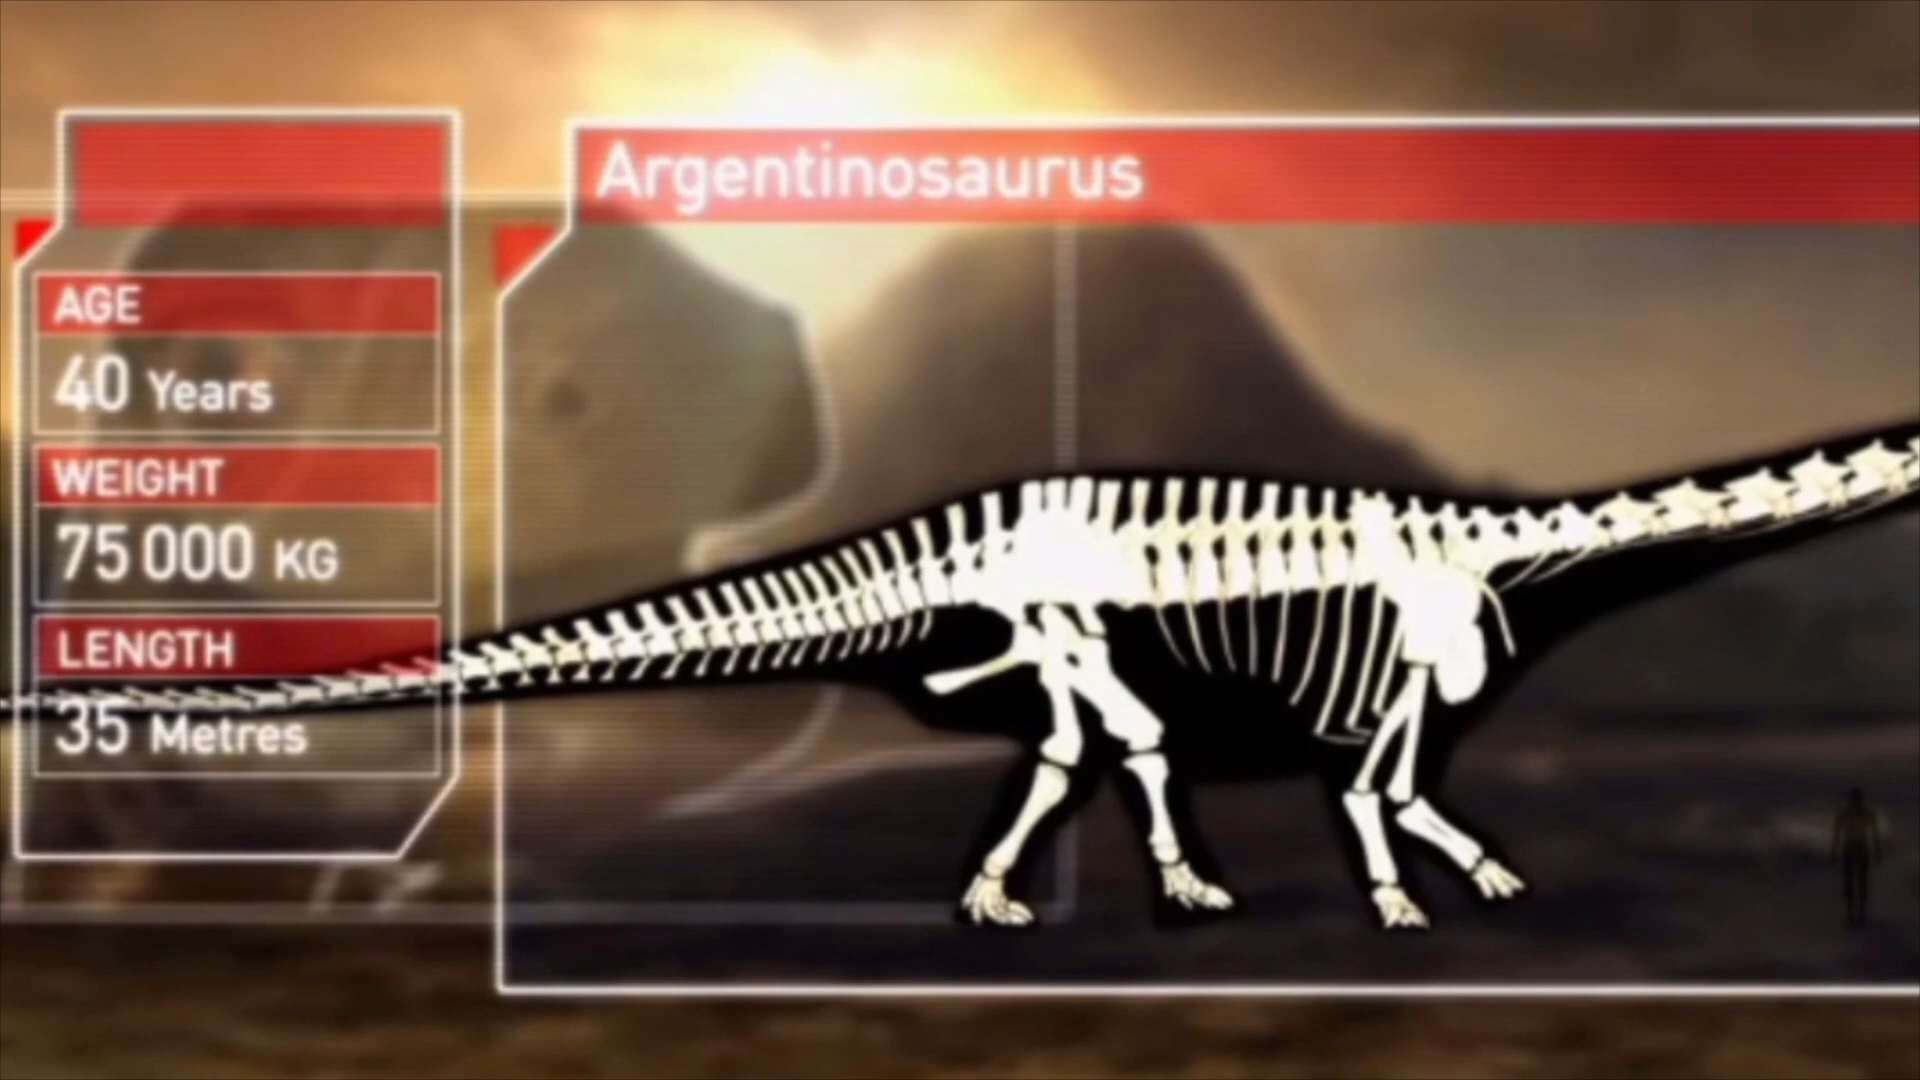 Argentinosaurus
AGE
40 Years
WEIGHT
75 000 KG
LENGTH
35 Metres